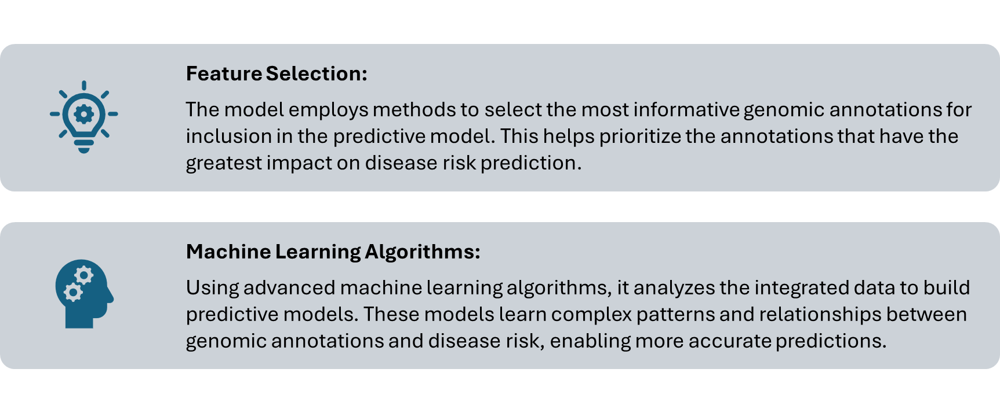 Feature Selection:
The model employs methods to select the most informative genomic annotations for
inclusion in the predictive model. This helps prioritize the annotations that have the
greatest impact on disease risk prediction.
Machine Learning Algorithms:
Using advanced machine learning algorithms, it analyzes the integrated data to build
predictive models. These models learn complex patterns and relationships between
genomic annotations and disease risk, enabling more accurate predictions.